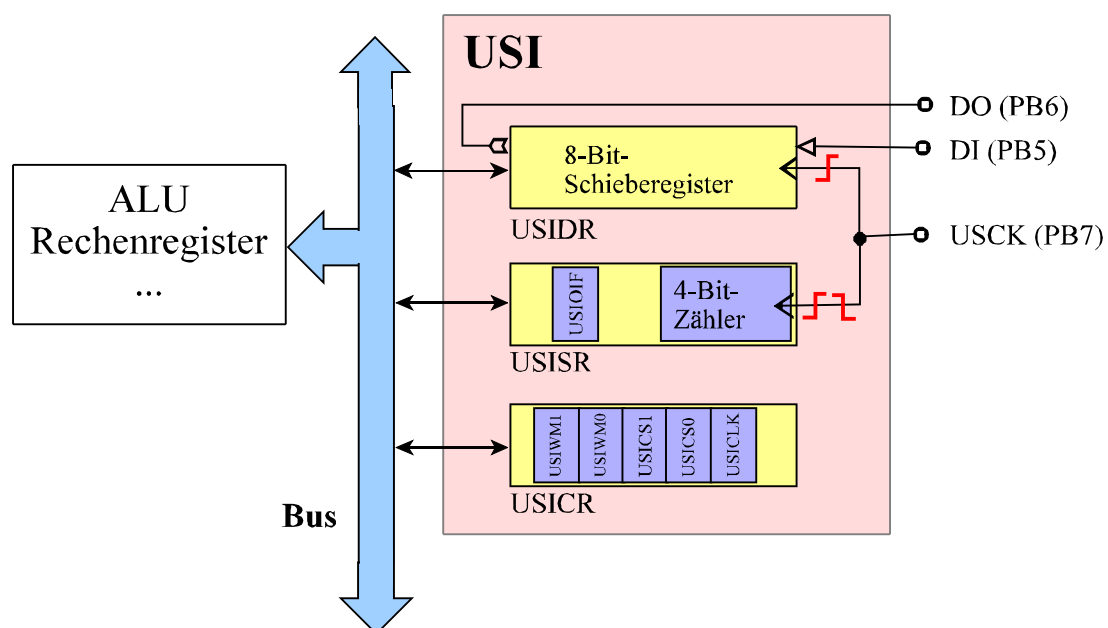 USI
DO (PB6)
8-Bit-
Schieberegister
DI (PB5)
ALU
Rechenregister
...
USIDR
USCK (PB7)
USIOIF
4-Bit-
Zähler
USISR
USIWM1
USIWM0
USICS1
USICS0
USICLK
USICR
Bus